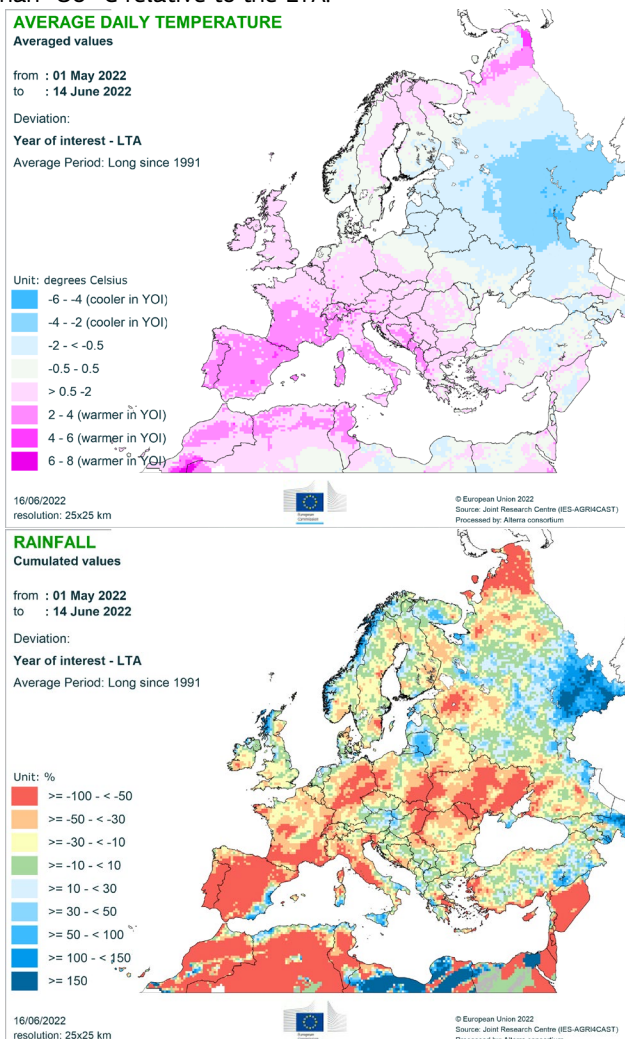 AVERAGE DAILY TEMPERATURE
Averaged values
from : 01 May 2022
to : 14 June 2022
Deviation:
Year of interest - LTA
Average Period: Long since 1991
Unit: degrees Celsius
-6 - -4 (cooler in YOI)
-4 - -2 (cooler in YOI)
-2 - < -0.5
-0.5 - 0.5
> 0.5 -2
2 - 4 (warmer in YOI)
4 - 6 (warmer in YOI)
6 - 8 (warmer in YOI)
16/06/2022
resolution: 25x25 km
European
Commission
© European Union 2022
Source: Joint Research Centre (IES-AGRI4CAST)
Processed by: Alterra consortium
RAINFALL
Cumulated values
from : 01 May 2022
to : 14 June 2022
Deviation:
Year of interest - LTA
Average Period: Long since 1991
Unit: %
>= -100 - < -50
>= -50 - < -30
>= -30 - < -10
>= -10 - < 10
>= 10 - < 30
>= 30 - < 50
>= 50 - < 100
>= 100 - < 150
>= 150
16/06/2022
resolution: 25x25 km
European
Commission
© European Union 2022
Source: Joint Research Centre (IES-AGRI4CAST)